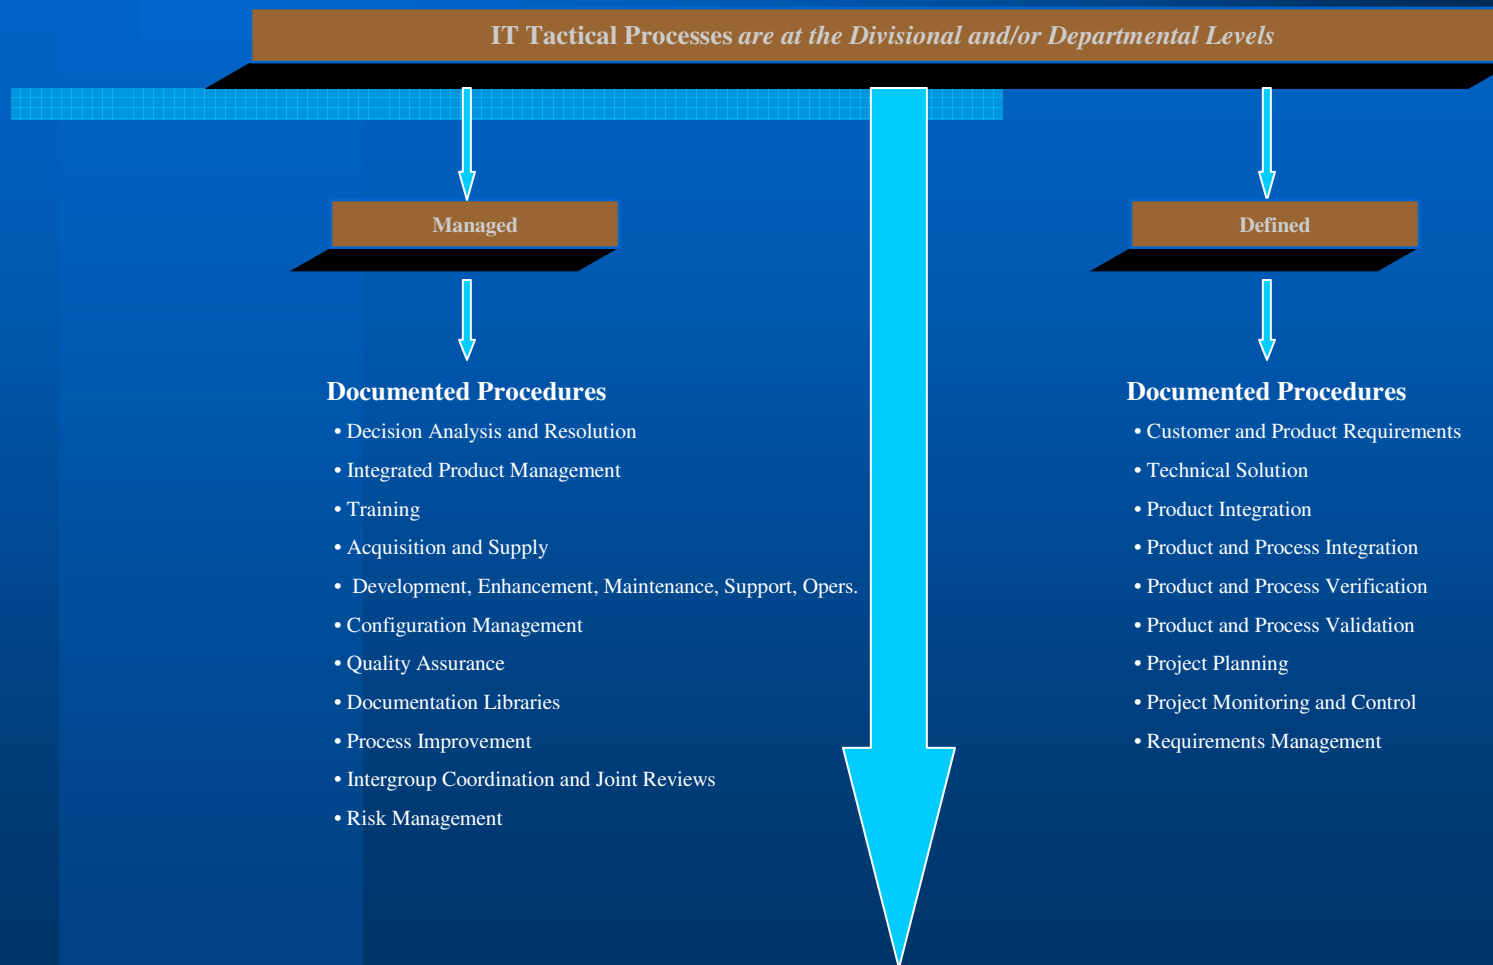 IT Tactical Processes are at the Divisional and/or Departmental Levels
Managed
Documented Procedures
• Decision Analysis and Resolution
• Integrated Product Management
• Training
• Acquisition and Supply
• Development, Enhancement, Maintenance, Support, Opers.
• Configuration Management
• Quality Assurance
• Documentation Libraries
• Process Improvement
• Intergroup Coordination and Joint Reviews
• Risk Management
Defined
Documented Procedures
• Customer and Product Requirements
• Technical Solution
• Product Integration
• Product and Process Integration
• Product and Process Verification
• Product and Process Validation
• Project Planning
• Project Monitoring and Control
• Requirements Management